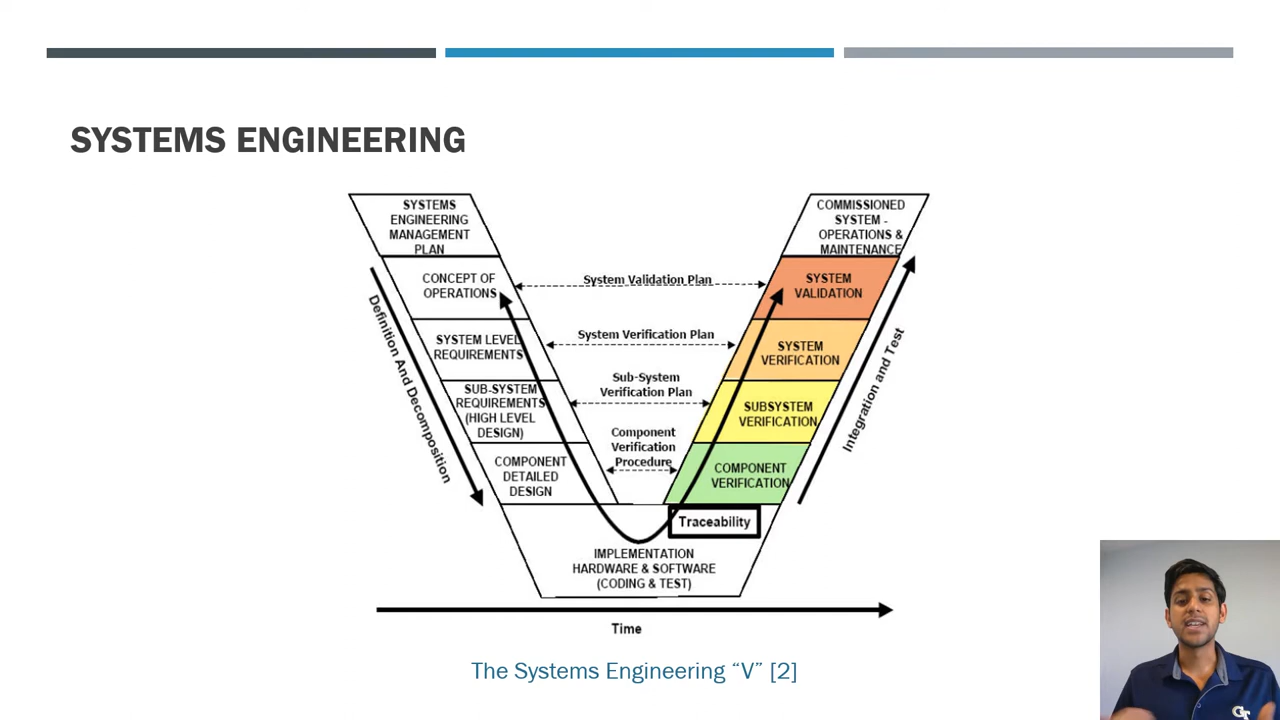 SYSTEMS ENGINEERING
SYSTEMS
ENGINEERING
MANAGEMENT
PLAN
COMMISSIONED
SYSTEM -
OPERATIONS &
MAINTENANCE
CONCEPT OF
OPERATIONS
System Validation Plan
SYSTEM
VALIDATION
SYSTEM LEVEL
REQUIREMENTS
System Verification Plan
SYSTEM
VERIFICATION
SUB-SYSTEM
REQUIREMENTS
(HIGH LEVEL
DESIGN)
Sub-System
Verification Plan
SUBSYSTEM
VERIFICATION
COMPONENT
DETAILED
DESIGN
Component
Verification
Procedure
COMPONENT
VERIFICATION
Definition And Decomposition
Integration and Test
Traceability
IMPLEMENTATION
HARDWARE & SOFTWARE
(CODING & TEST)
Time
The Systems Engineering “V” [2]
GT